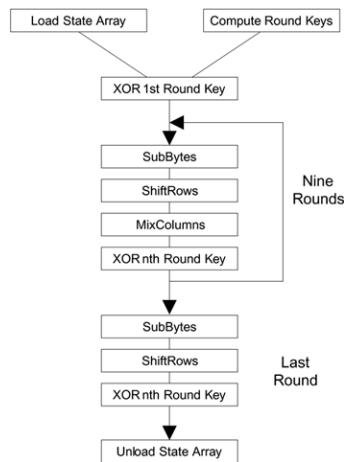 Load State Array
Compute Round Keys
XOR 1st Round Key
SubBytes
ShiftRows
MixColumns
XOR nth Round Key
Nine
Rounds
SubBytes
ShiftRows
XOR nth Round Key
Last
Round
Unload State Array